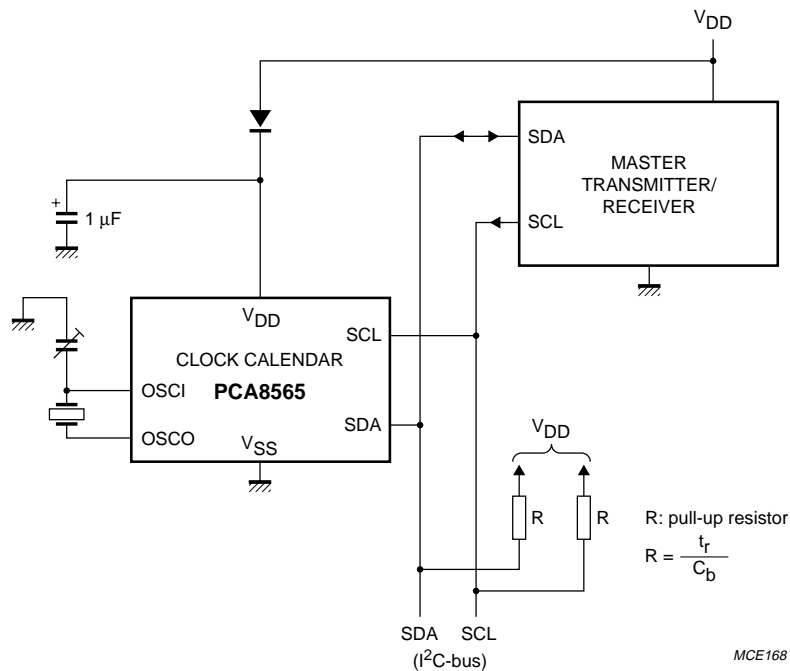 VDD
SDA
MASTER
TRANSMITTER/
RECEIVER
SCL
+
1 μF
VDD
SCL
CLOCK CALENDAR
PCA8565
OSCI
SDA
OSCO
VSS
VDD
R
R
R: pull-up resistor
R = tr
Cb
SDA SCL
(I²C-bus)
MCE168